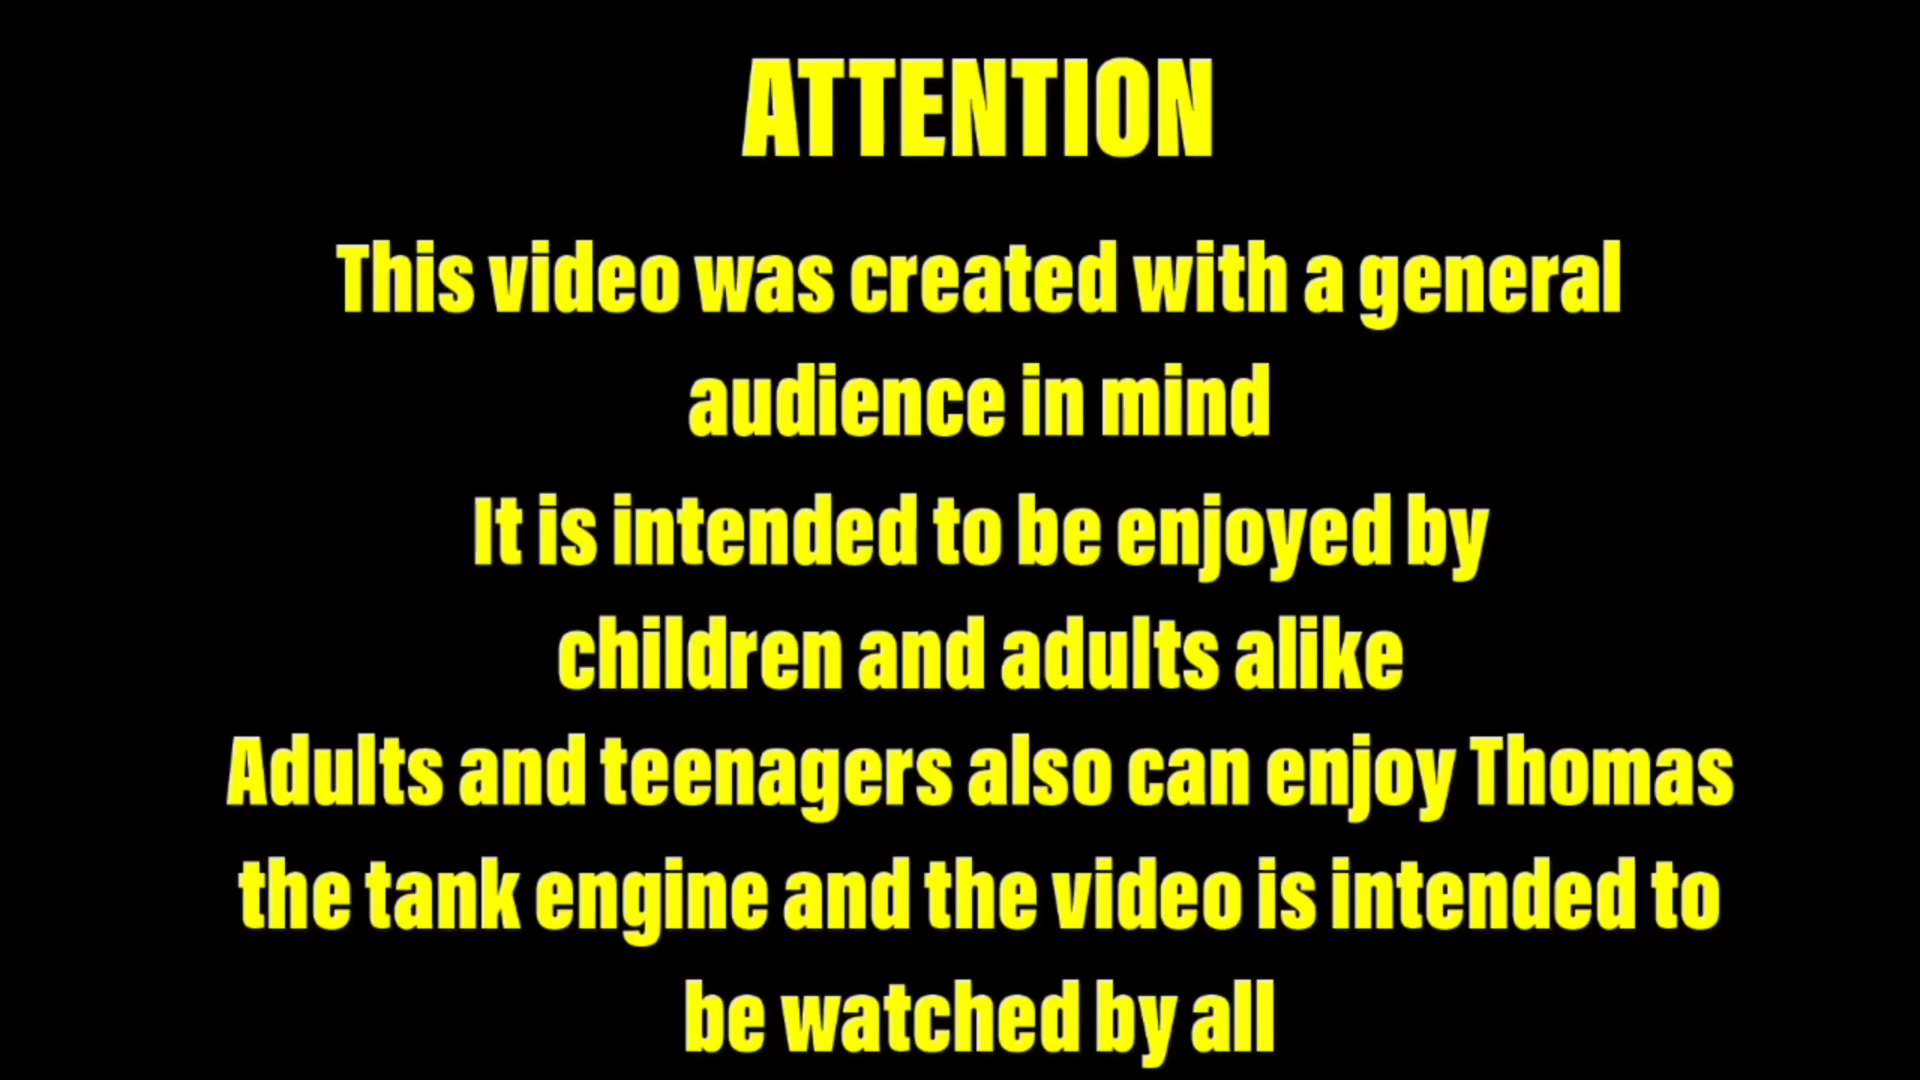 ATTENTION
This video was created with a general
audience in mind
It is intended to be enjoyed by
children and adults alike
Adults and teenagers also can enjoy Thomas
the tank engine and the video is intended to
be watched by all